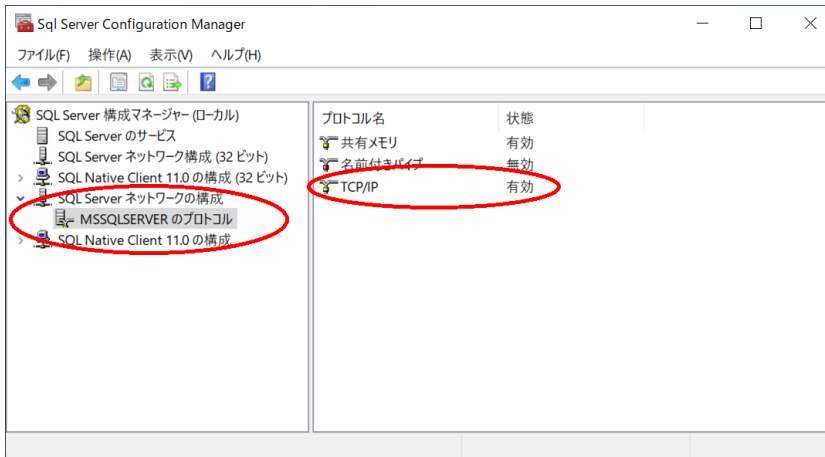 Sql Server Configuration Manager
ファイル(F) 操作(A) 表示(V) ヘルプ(H)
SQL Server 構成マネージャー (ローカル)
SQL Server のサービス
SQL Server ネットワーク構成 (32 ビット)
SQL Native Client 11.0 の構成 (32 ビット)
SQL Server ネットワークの構成
MSSQLSERVER のプロトコル
SQL Native Client 11.0 の構成
プロトコル名 状態
共有メモリ 有効
名前付きパイプ 無効
TCP/IP 有効